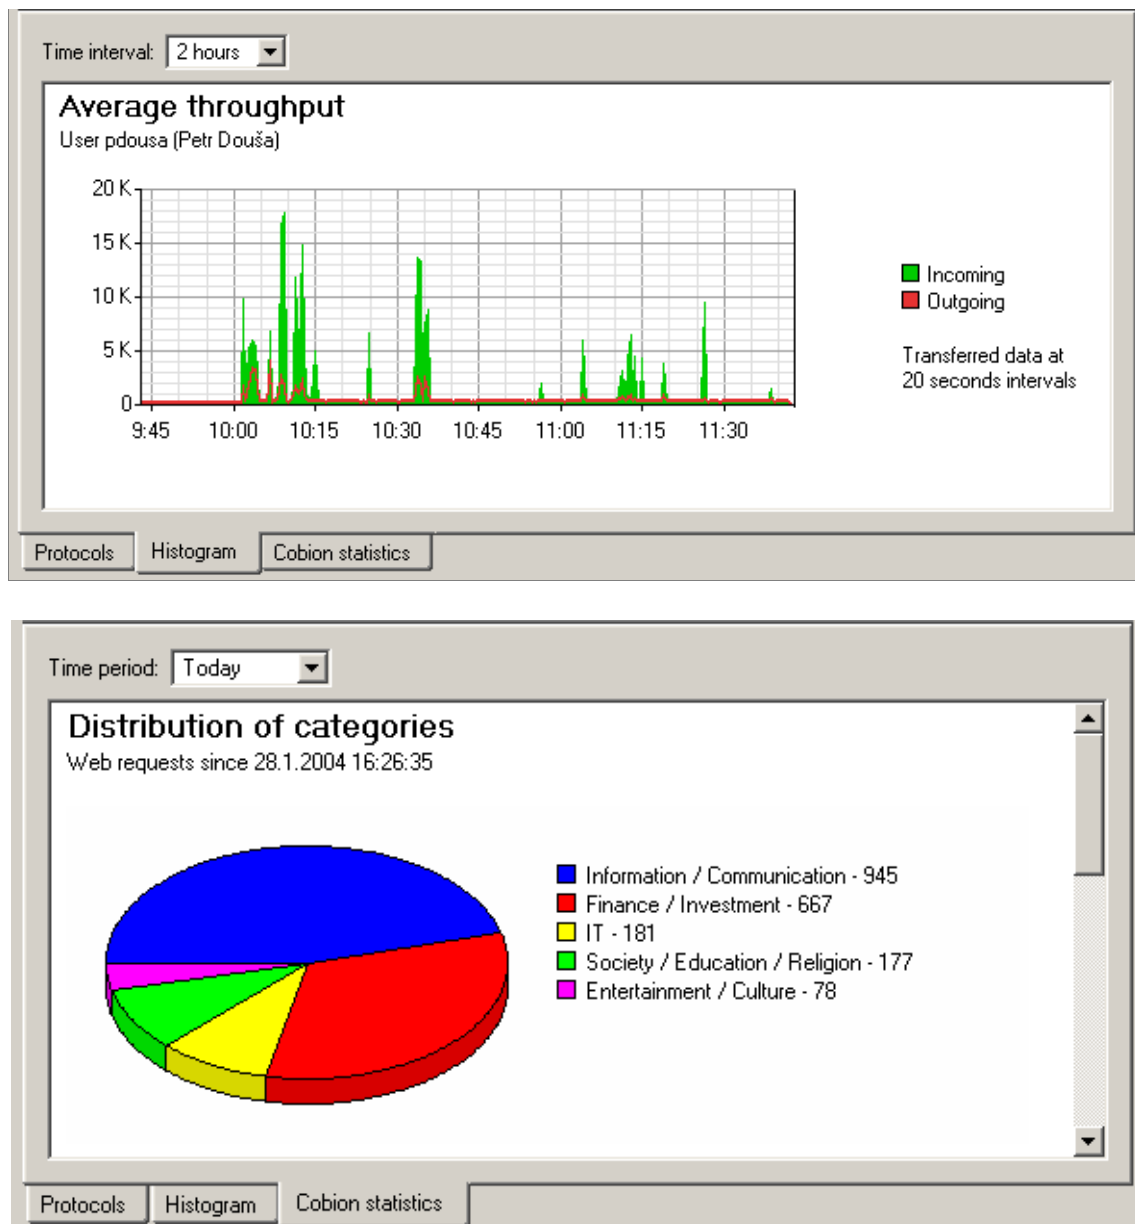 Time interval: 2 hours
Average throughput
User pdousa (Petr Douša)
20 K
15 K
10 K
5 K
0
9:45 10:00 10:15 10:30 10:45 11:00 11:15 11:30
Incoming
Outgoing
Transferred data at
20 seconds intervals
Protocols Histogram Cobion statistics
Time period: Today
Distribution of categories
Web requests since 28.1.2004 16:26:35
Information / Communication - 945
Finance / Investment - 667
IT - 181
Society / Education / Religion - 177
Entertainment / Culture - 78
Protocols Histogram Cobion statistics